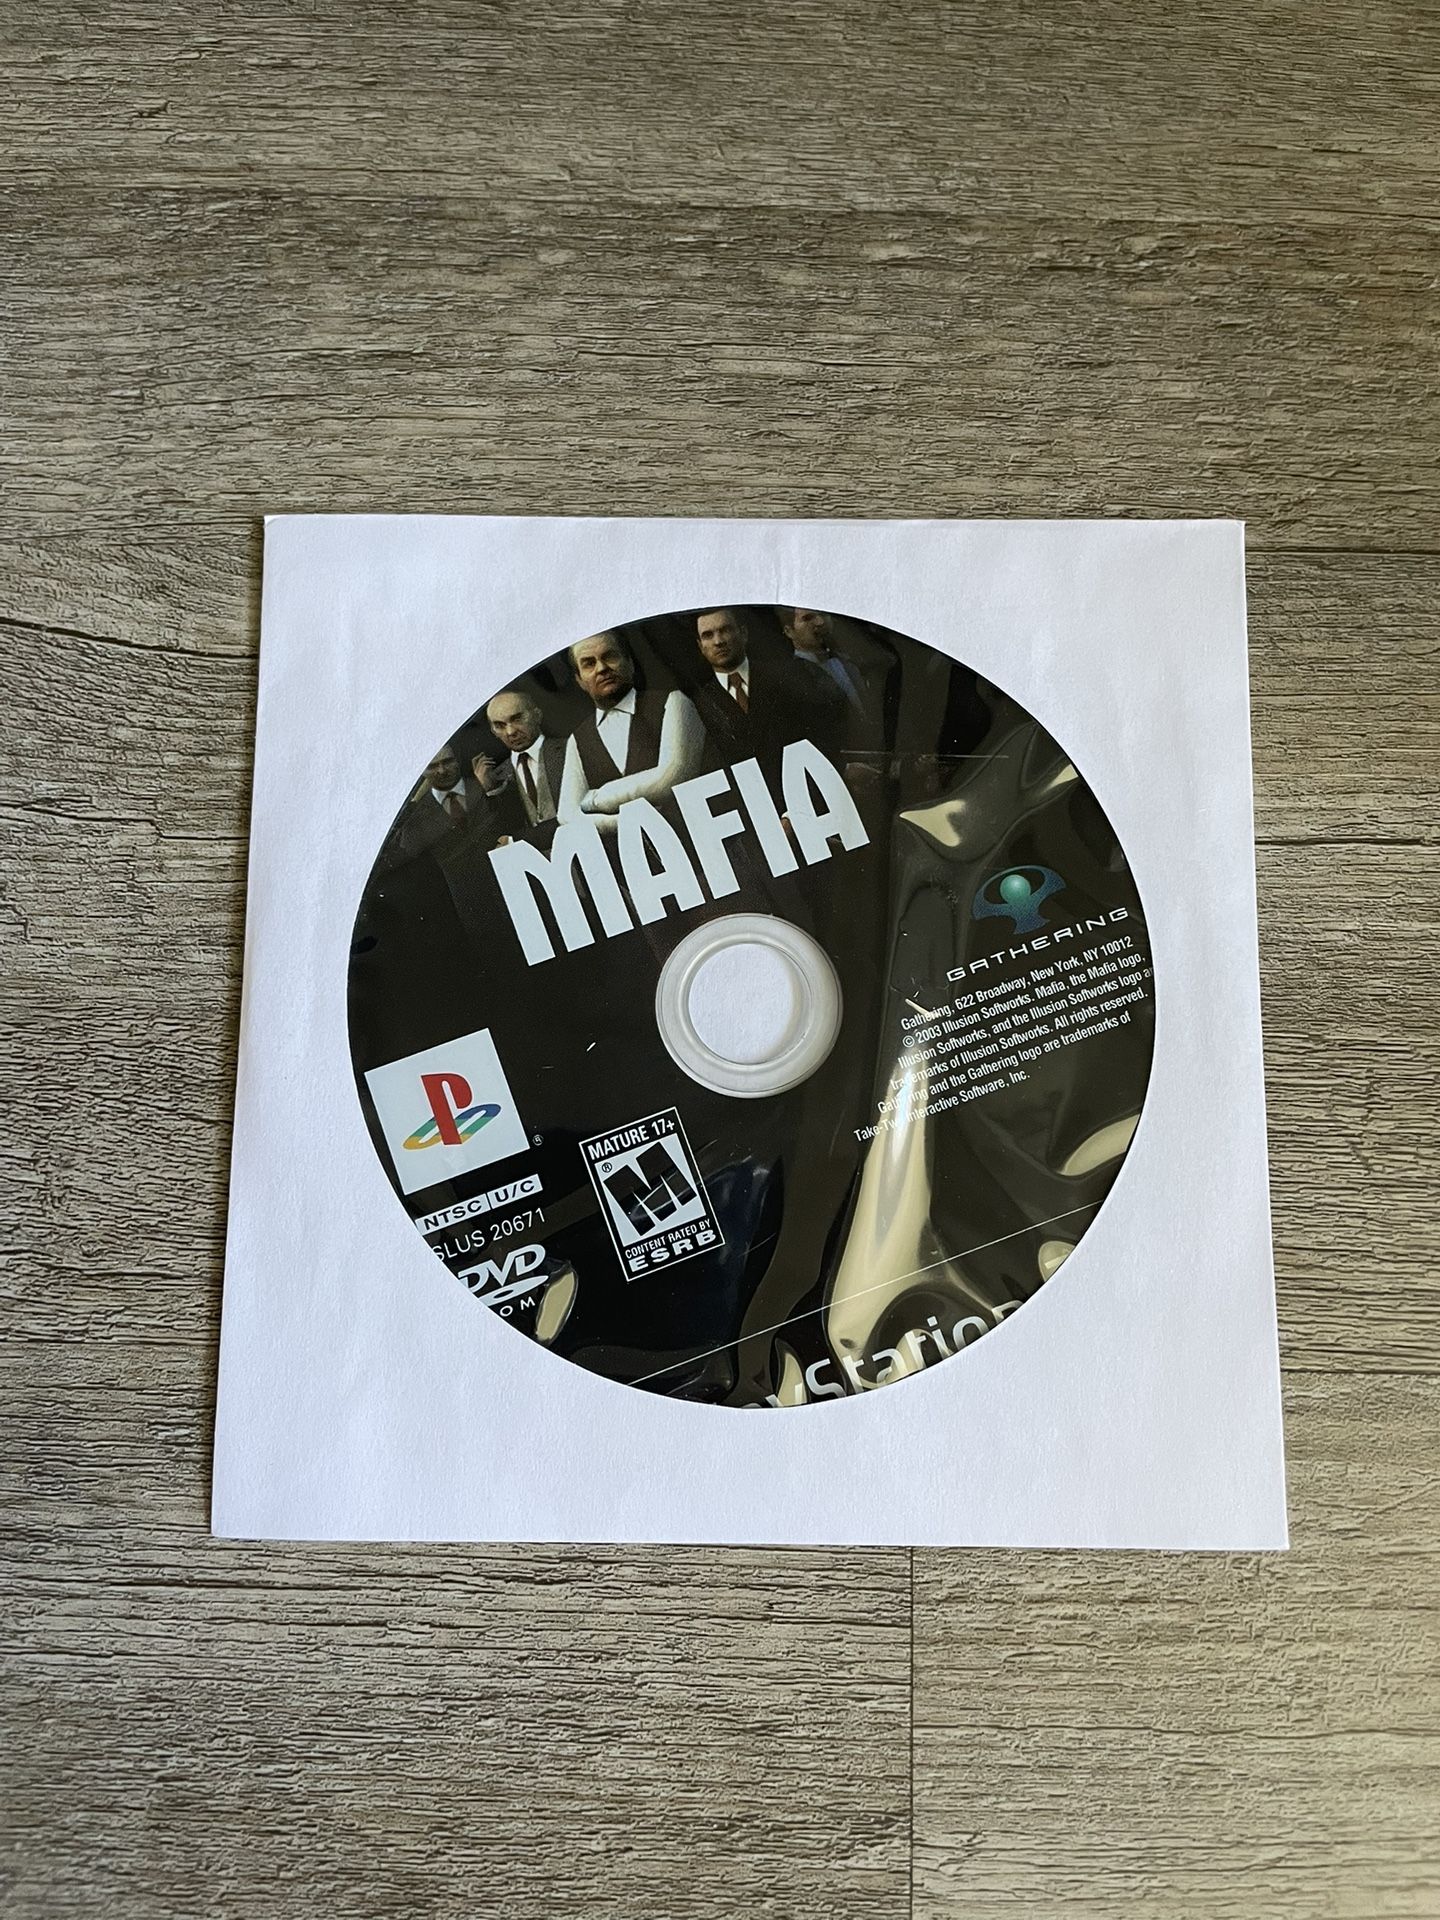 MAFIA
GATHERING
Gathering, 622 Broadway, New York, NY 10012
© 2003 Illusion Softworks. Mafia, the Mafia logo,
Illusion Softworks, and the Illusion Softworks logo
trademarks of Illusion Softworks. All rights reserved.
Gathering and the Gathering logo are trademarks of
Take-Two Interactive Software, Inc.
®
NTSC U/C
SLUS 20671
DVD
OM
MATURE 17+
M
®
CONTENT RATED BY
ESRB
ayStation